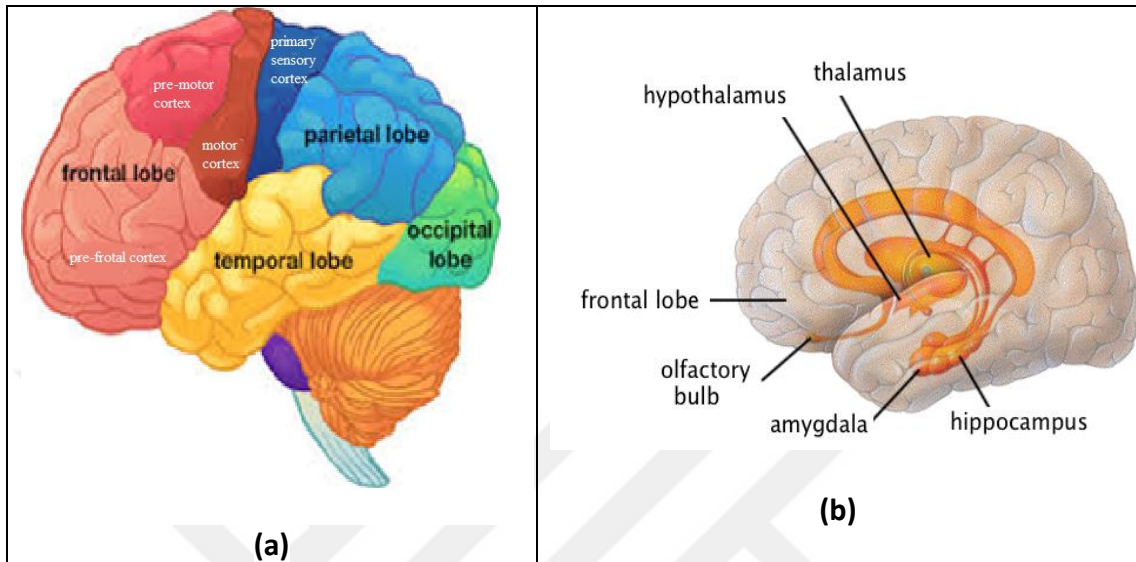 primary
sensory
cortex
pre-motor
cortex
motor
cortex
parietal lobe
frontal lobe
pre-frotal cortex
temporal lobe
occipital
lobe
(a)
thalamus
hypothalamus
frontal lobe
olfactory
bulb
amygdala
hippocampus
(b)